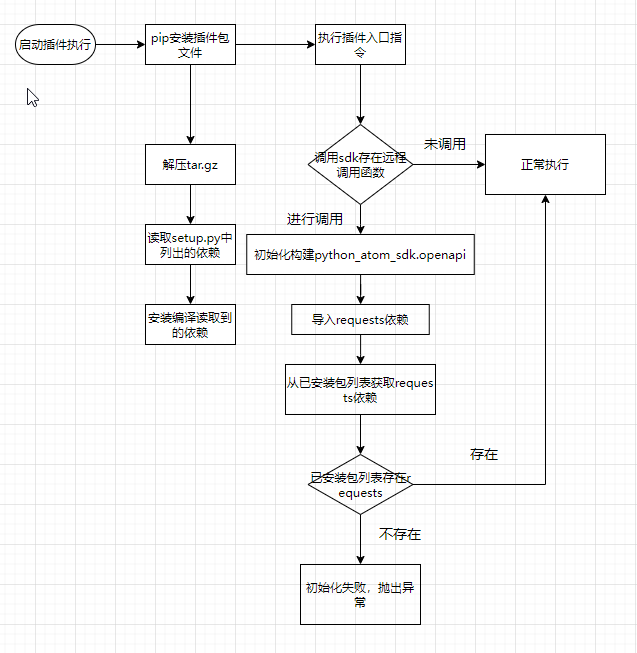 启动插件执行
pip安装插件包
文件
执行插件入口指
令
解压tar.gz
调用sdk存在远程
调用函数
未调用
正常执行
进行调用
读取setup.py中
列出的依赖
初始化构建python_atom_sdk.openapi
安装编译读取到
的依赖
导入requests依赖
从已安装包列表获取reques
ts依赖
存在
已安装包列表存在r
equests
不存在
初始化失败，抛出异
常